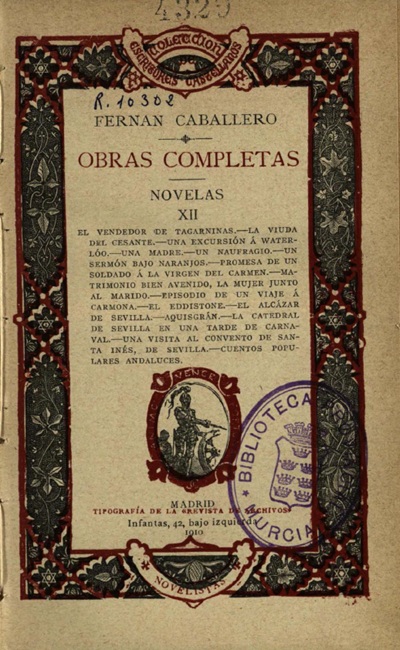 4329
COLECCION
DE
ESCRITORES CASTELLANOS
R. 10302
FERNAN CABALLERO
OBRAS COMPLETAS
NOVELAS
XII
EL VENDEDOR DE TAGARNINAS.—LA VIUDA
DEL CESANTE.—UNA EXCURSIÓN Á WATER-
LÓO.—UNA MADRE.—UN NAUFRAGIO.—UN
SERMÓN BAJO NARANJOS.—PROMESA DE UN
SOLDADO Á LA VIRGEN DEL CARMEN.—MA-
TRIMONIO BIEN AVENIDO, LA MUJER JUNTO
AL MARIDO.—EPISODIO DE UN VIAJE Á
CARMONA.—EL EDDISTONE.—EL ALCÁZAR
DE SEVILLA.—AQUISGRÁN.—LA CATEDRAL
DE SEVILLA EN UNA TARDE DE CARNA-
VAL.—UNA VISITA AL CONVENTO DE SAN-
TA INÉS, DE SEVILLA.—CUENTOS POPU-
LARES ANDALUCES.
VENCE
BIBLIOTECA
MURCIA
MADRID
TIPOGRAFÍA DE LA «REVISTA DE ARCHIVOS»
Infantas, 42, bajo izquierda
1910
NOVELISTAS